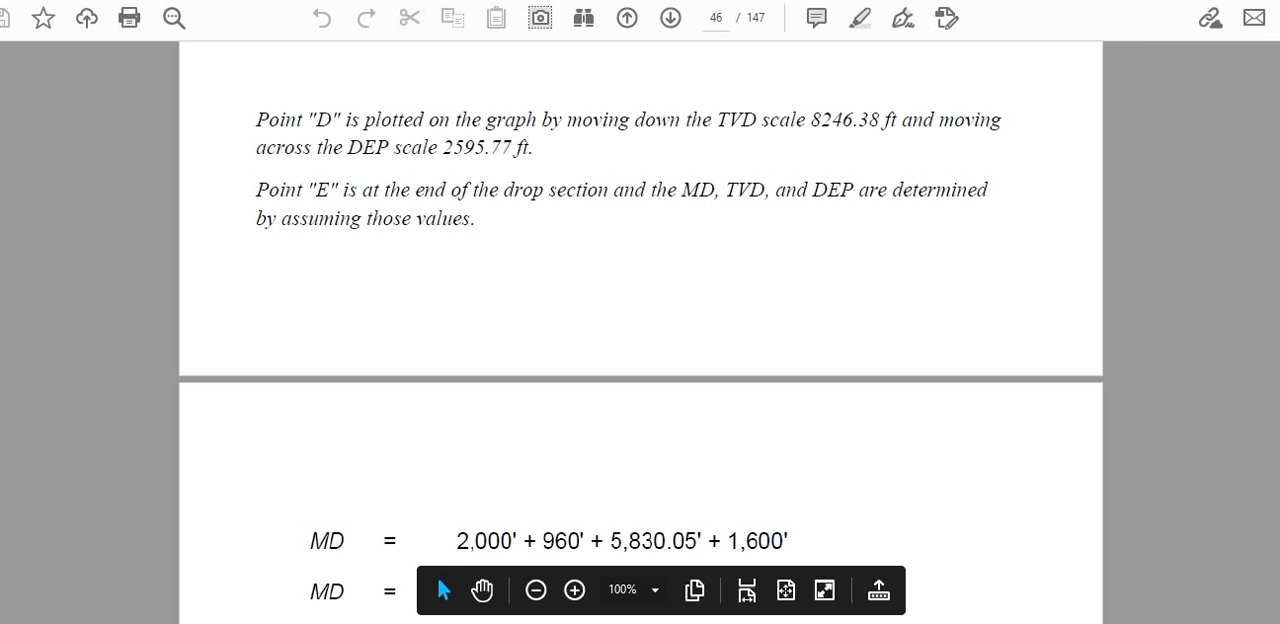 46 / 147
Point "D" is plotted on the graph by moving down the TVD scale 8246.38 ft and moving
across the DEP scale 2595.77 ft.
Point "E" is at the end of the drop section and the MD, TVD, and DEP are determined
by assuming those values.
MD = 2,000' + 960' + 5,830.05' + 1,600'
MD =
100%